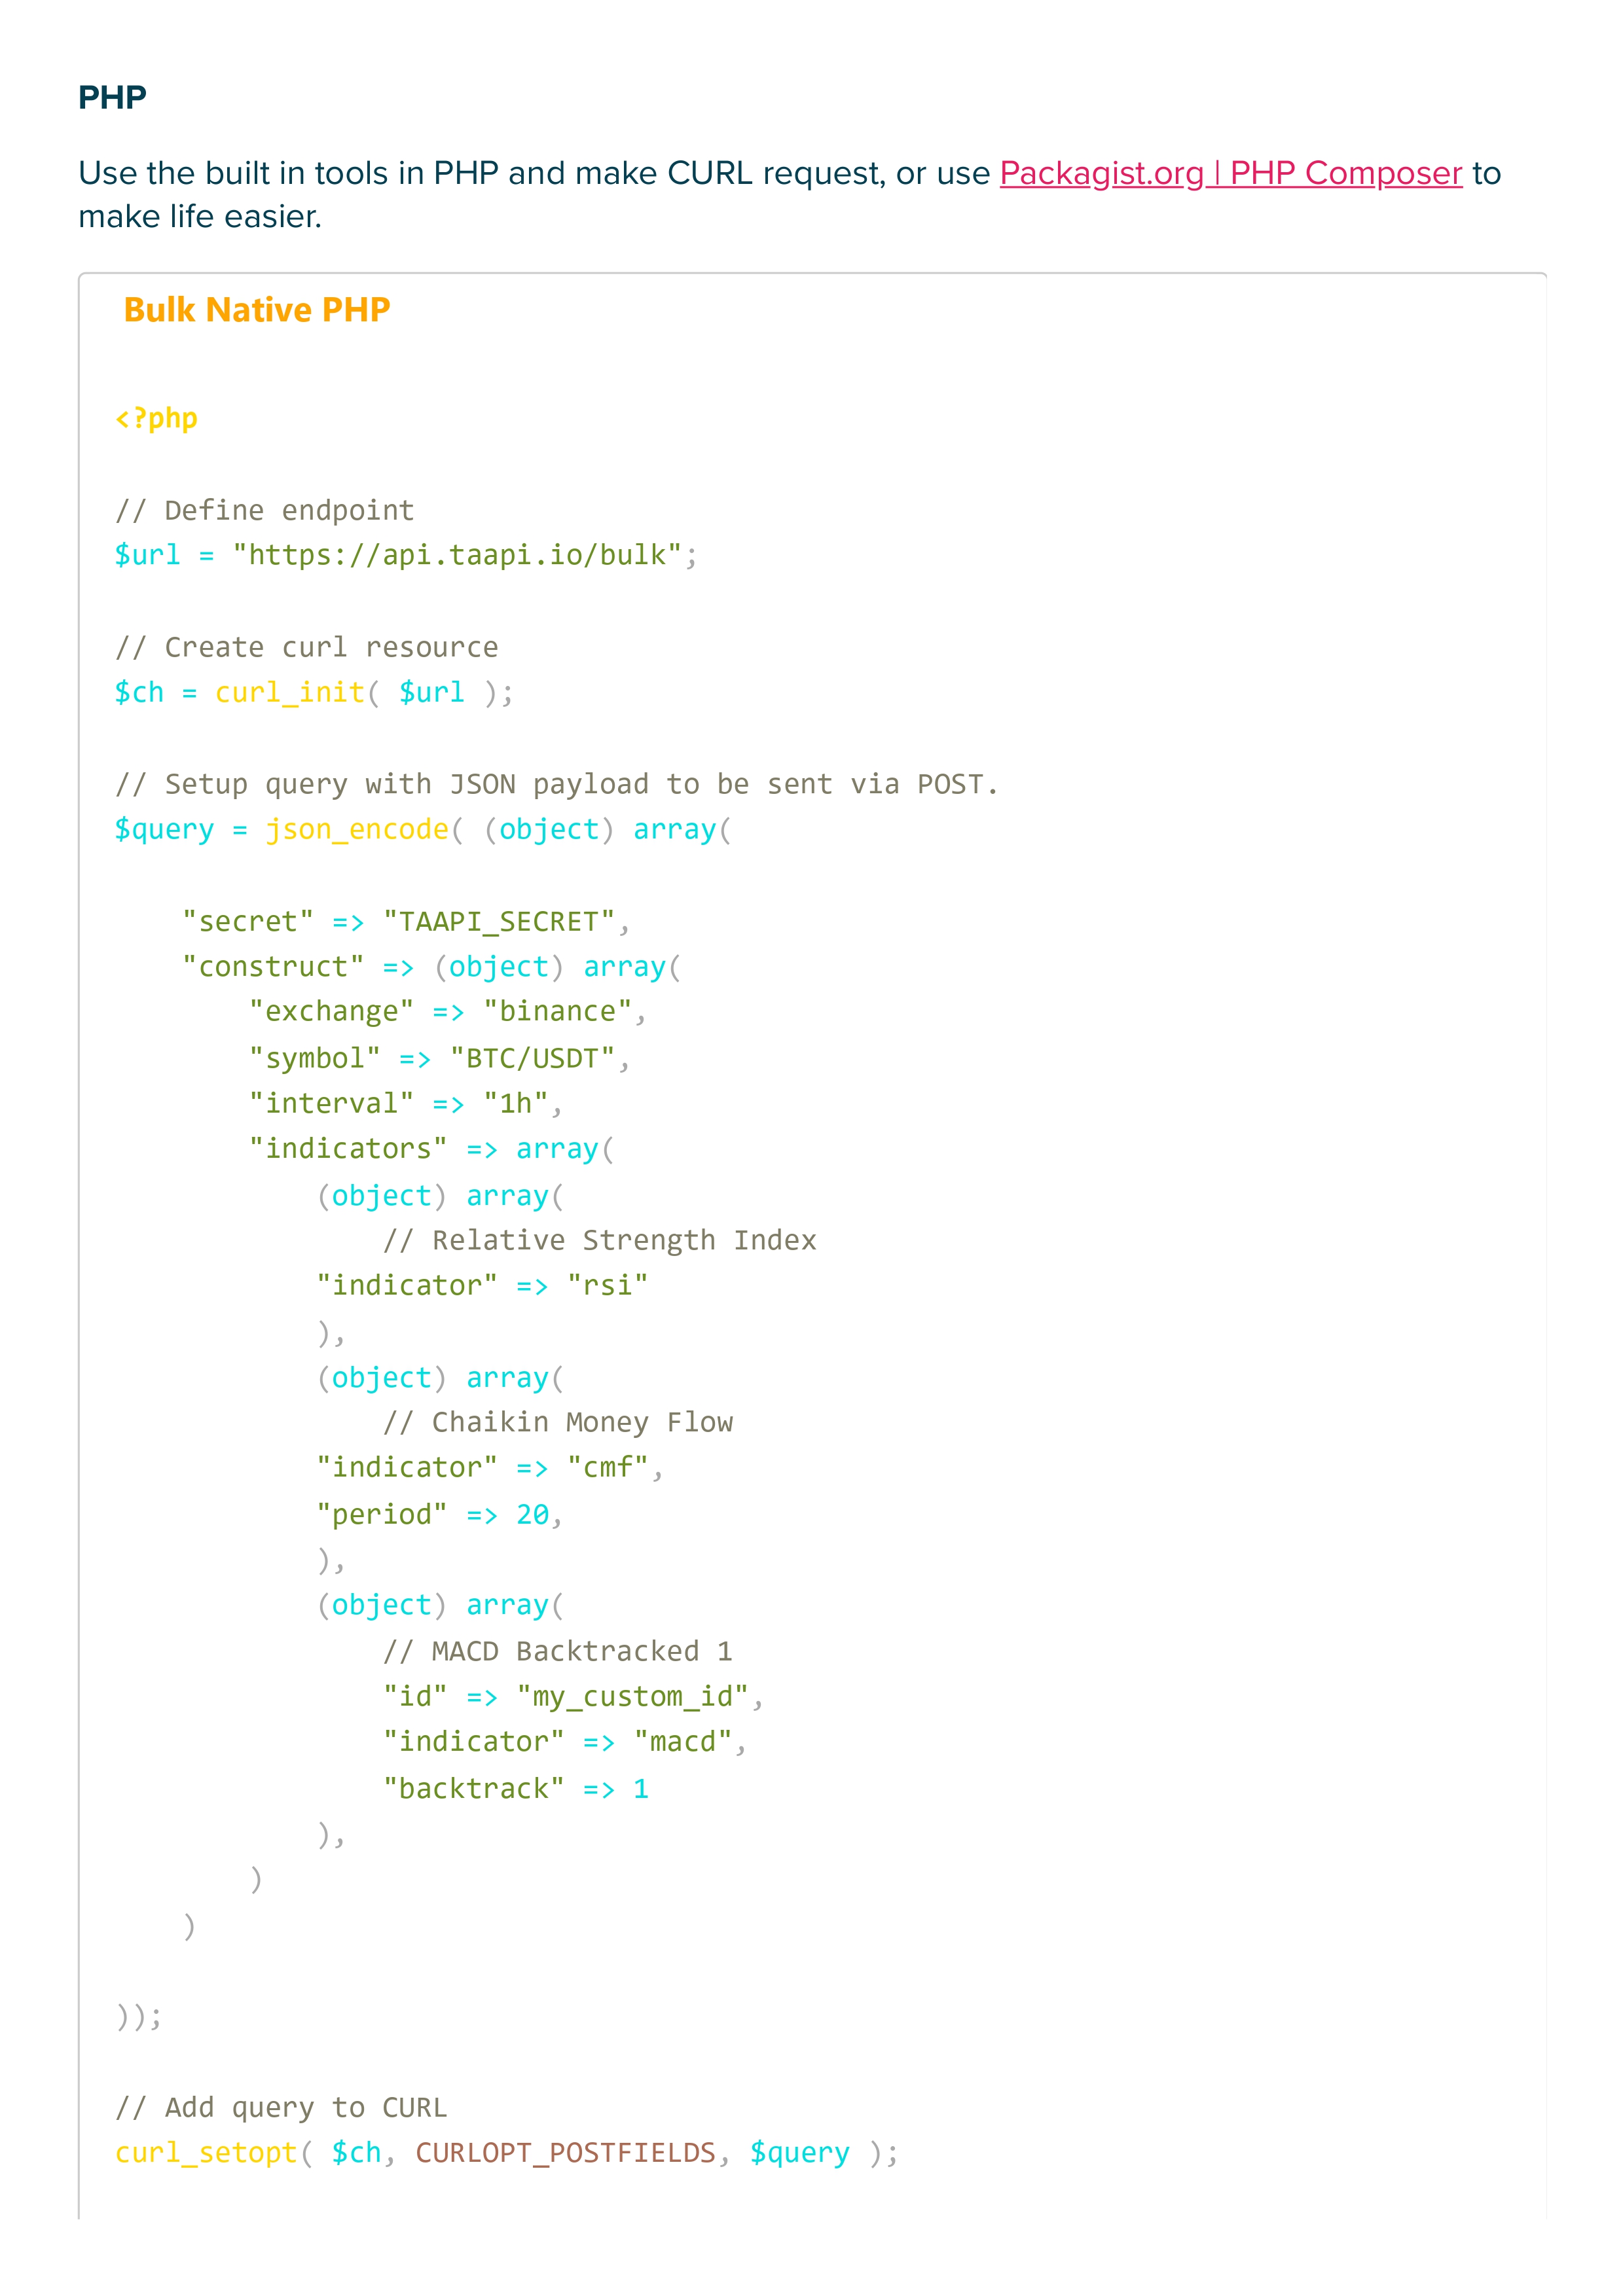 PHP
Use the built in tools in PHP and make CURL request, or use Packagist.org | PHP Composer to
make life easier.
Bulk Native PHP
<?php
// Define endpoint
$url = "https://api.taapi.io/bulk";
// Create curl resource
$ch = curl_init( $url );
// Setup query with JSON payload to be sent via POST.
$query = json_encode( (object) array(
    "secret" => "TAAPI_SECRET",
    "construct" => (object) array(
        "exchange" => "binance",
        "symbol" => "BTC/USDT",
        "interval" => "1h",
        "indicators" => array(
            (object) array(
                // Relative Strength Index
            "indicator" => "rsi"
            ),
            (object) array(
                // Chaikin Money Flow
            "indicator" => "cmf",
            "period" => 20,
            ),
            (object) array(
                // MACD Backtracked 1
                "id" => "my_custom_id",
                "indicator" => "macd",
                "backtrack" => 1
            ),
        )
    )
));
// Add query to CURL
curl_setopt( $ch, CURLOPT_POSTFIELDS, $query );